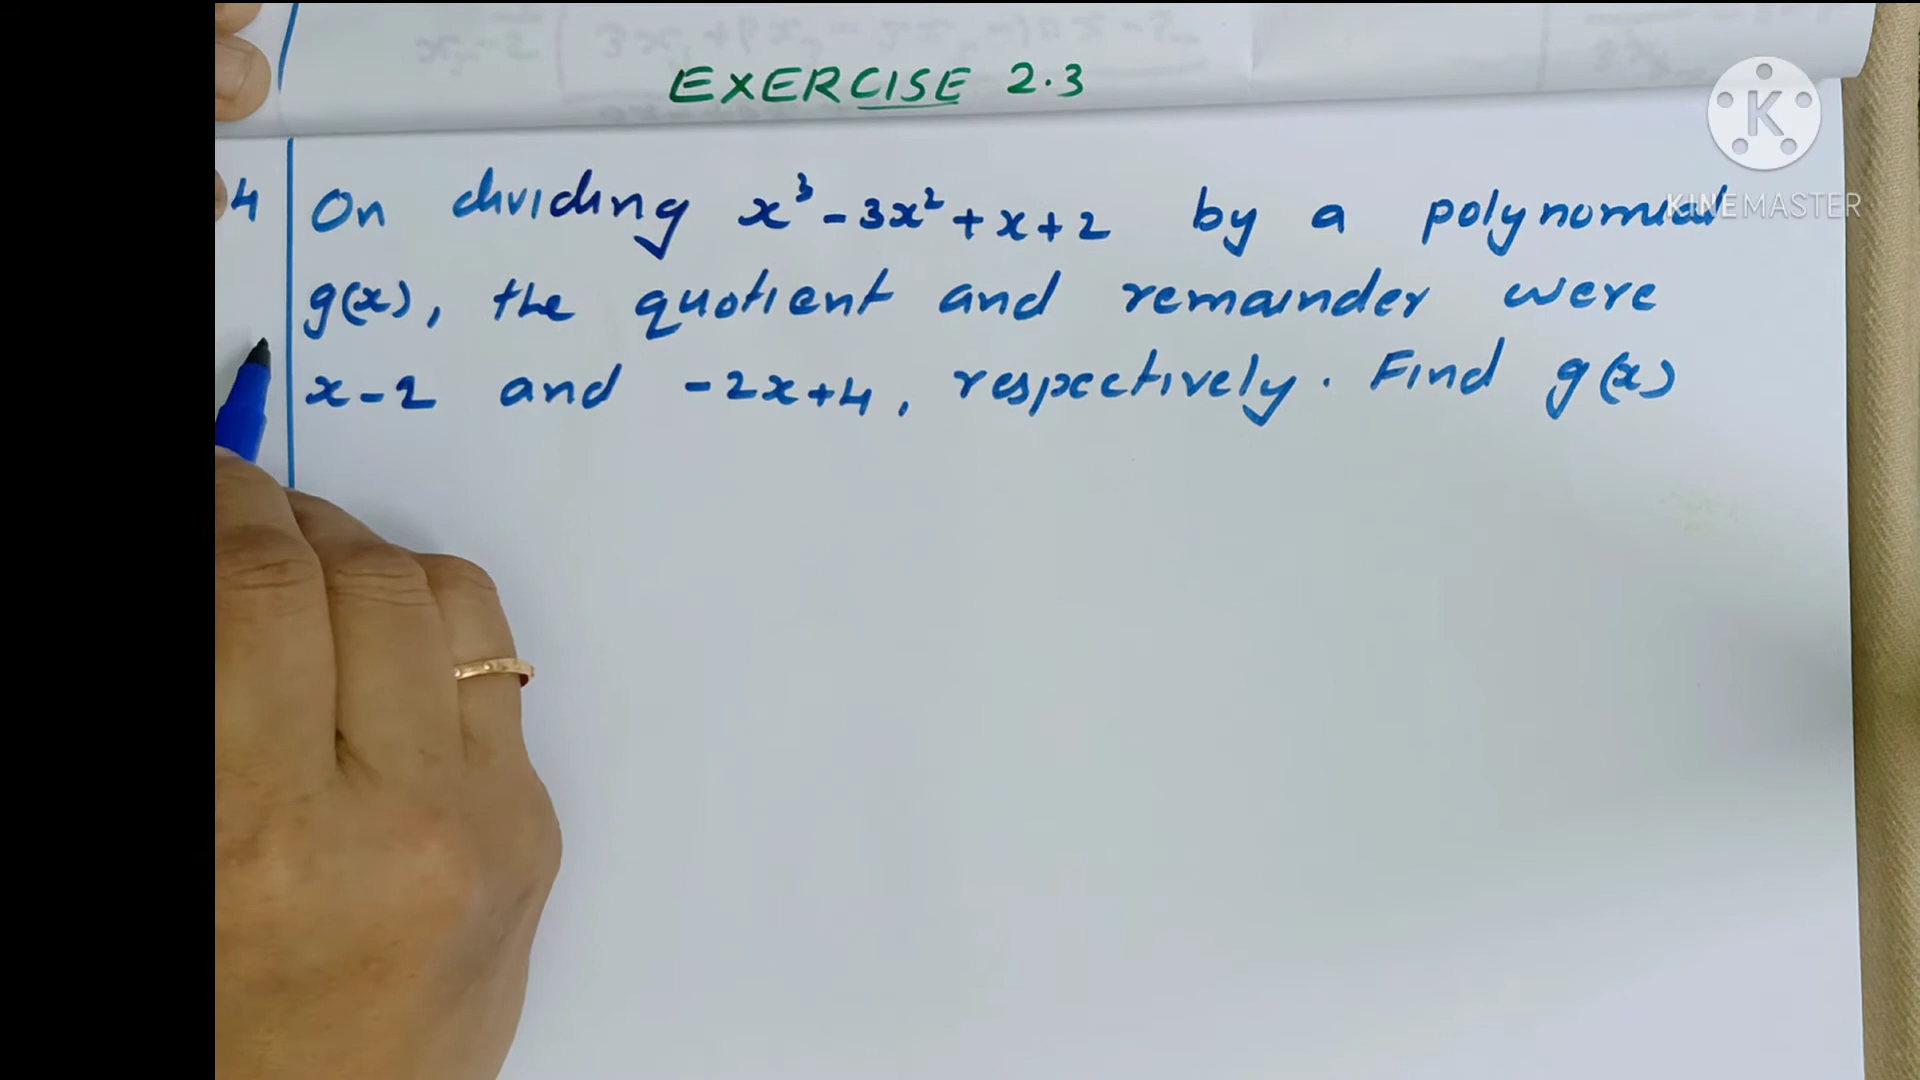 EXERCISE 2.3
K
KINEMASTER
4 On dividing x³-3x²+x+2 by a polynomial
g(x), the quotient and remainder were
x-2 and -2x+4, respectively. Find g(x)